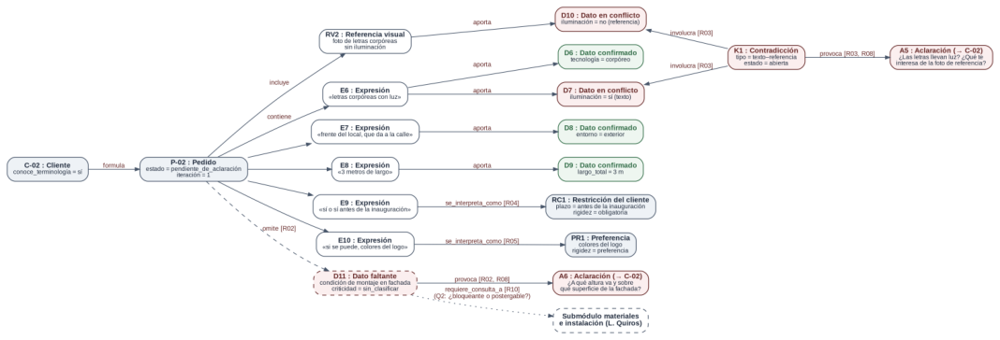 D10 : Dato en conflicto
iluminación = no (referencia)
aporta
RV2 : Referencia visual
foto de letras corpóreas
sin iluminación
involucra [R03]
D6 : Dato confirmado
tecnología = corpóreo
K1 : Contradicción
tipo = texto–referencia
estado = abierta
provoca [R03, R08]
A5 : Aclaración (→ C-02)
¿Las letras llevan luz? ¿Qué te
interesa de la foto de referencia?
aporta
involucra [R03]
incluye
E6 : Expresión
«letras corpóreas con luz»
aporta
D7 : Dato en conflicto
iluminación = sí (texto)
contiene
E7 : Expresión
«frente del local, que da a la calle»
aporta
D8 : Dato confirmado
entorno = exterior
C-02 : Cliente
conoce_terminología = sí
formula
P-02 : Pedido
estado = pendiente_de_aclaración
iteración = 1
E8 : Expresión
«3 metros de largo»
aporta
D9 : Dato confirmado
largo_total = 3 m
E9 : Expresión
«sí o sí antes de la inauguración»
se_interpreta_como [R04]
RC1 : Restricción del cliente
plazo = antes de la inauguración
rigidez = obligatoria
omite [R02]
E10 : Expresión
«si se puede, colores del logo»
se_interpreta_como [R05]
PR1 : Preferencia
colores del logo
rigidez = preferencia
D11 : Dato faltante
condición de montaje en fachada
criticidad = sin_clasificar
provoca [R02, R08]
A6 : Aclaración (→ C-02)
¿A qué altura va y sobre
qué superficie de la fachada?
requiere_consulta_a [R10]
(Q2: ¿bloqueante o postergable?)
Submódulo materiales
e instalación (L. Quiros)